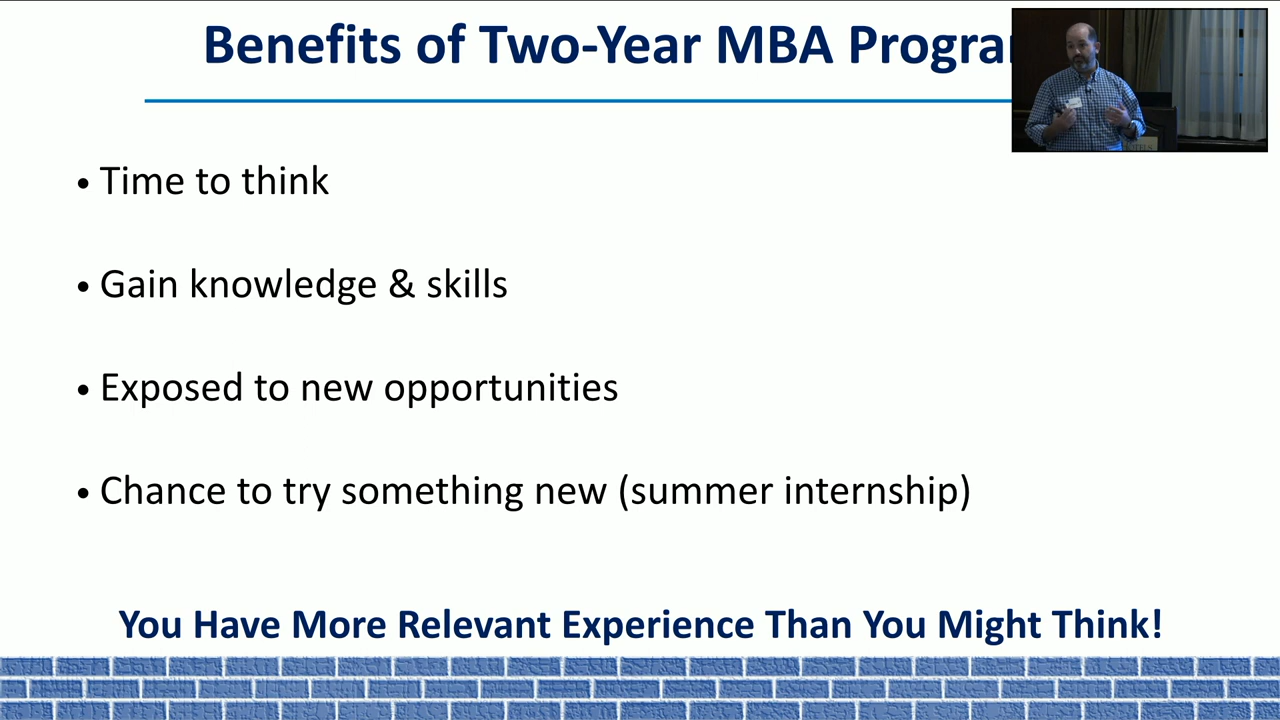 Benefits of Two-Year MBA Progra
• Time to think
• Gain knowledge & skills
• Exposed to new opportunities
• Chance to try something new (summer internship)
You Have More Relevant Experience Than You Might Think!